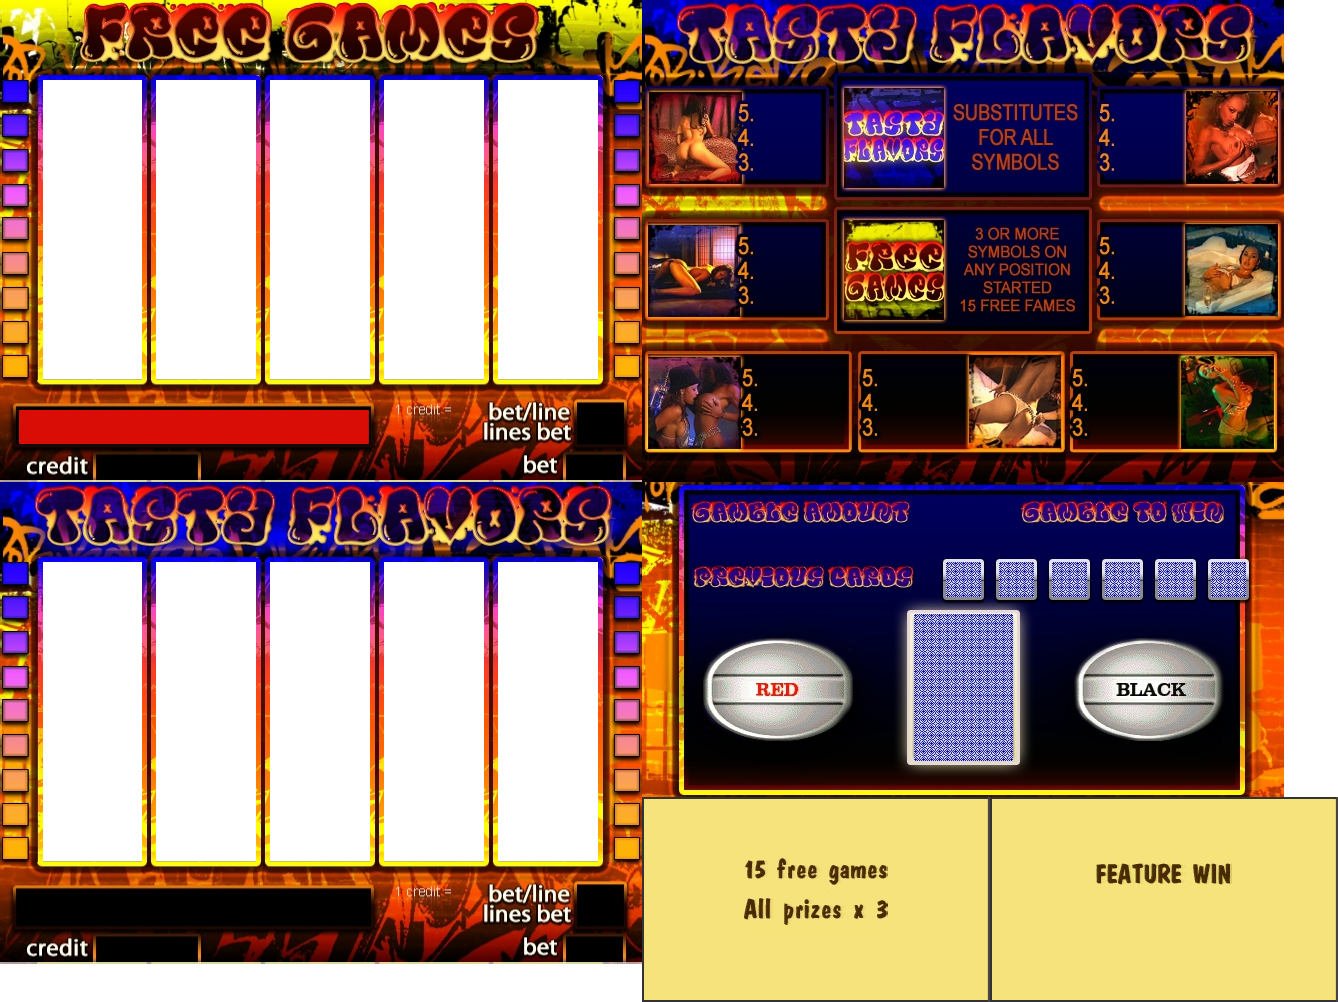 FREE GAMES
1 credit =
bet/line
lines bet
credit
bet
TASTY FLAVORS
5.
4.
3.
TASTY
FLAVORS
SUBSTITUTES
FOR ALL
SYMBOLS
5.
4.
3.
5.
4.
3.
FREE
GAMES
3 OR MORE
SYMBOLS ON
ANY POSITION
STARTED
15 FREE FAMES
5.
4.
3.
5.
4.
3.
5.
4.
3.
5.
4.
3.
TASTY FLAVORS
1 credit =
bet/line
lines bet
credit
bet
GAMBLE AMOUNT
GAMBLE TO WIN
PREVIOUS CARDS
RED
BLACK
15 free games
All prizes x 3
FEATURE WIN